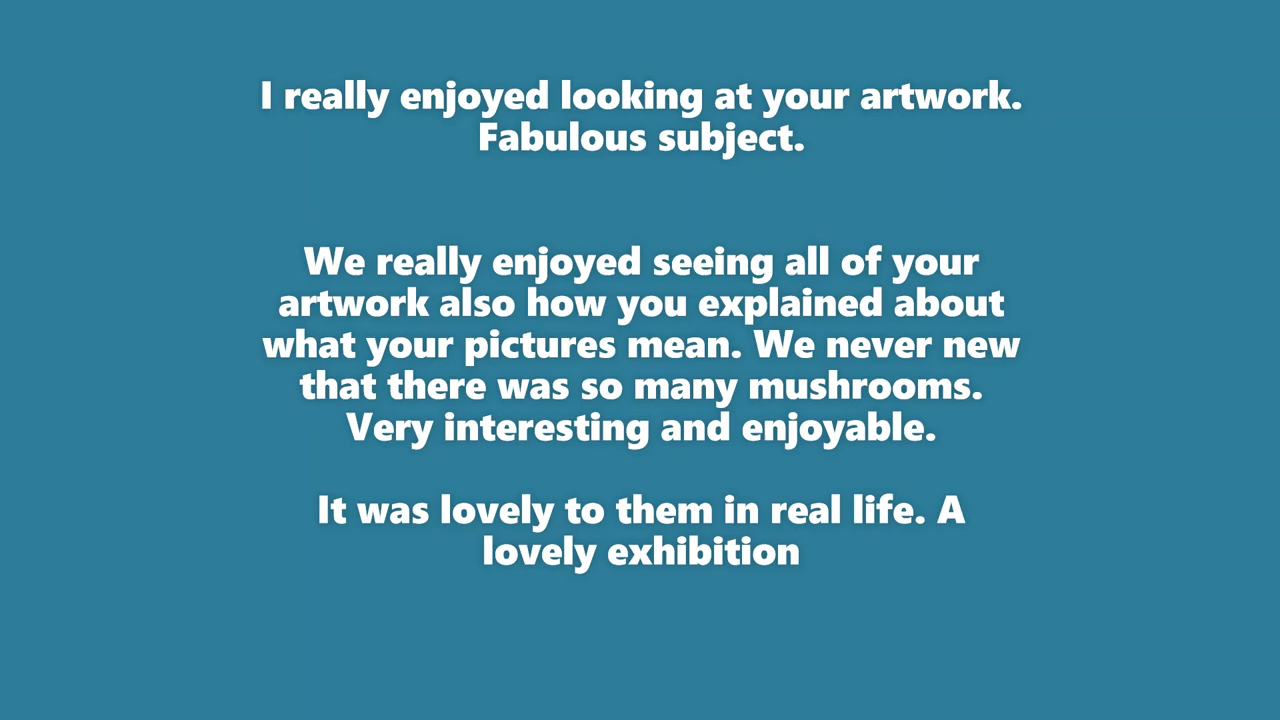 I really enjoyed looking at your artwork.
Fabulous subject.
We really enjoyed seeing all of your
artwork also how you explained about
what your pictures mean. We never new
that there was so many mushrooms.
Very interesting and enjoyable.
It was lovely to them in real life. A
lovely exhibition